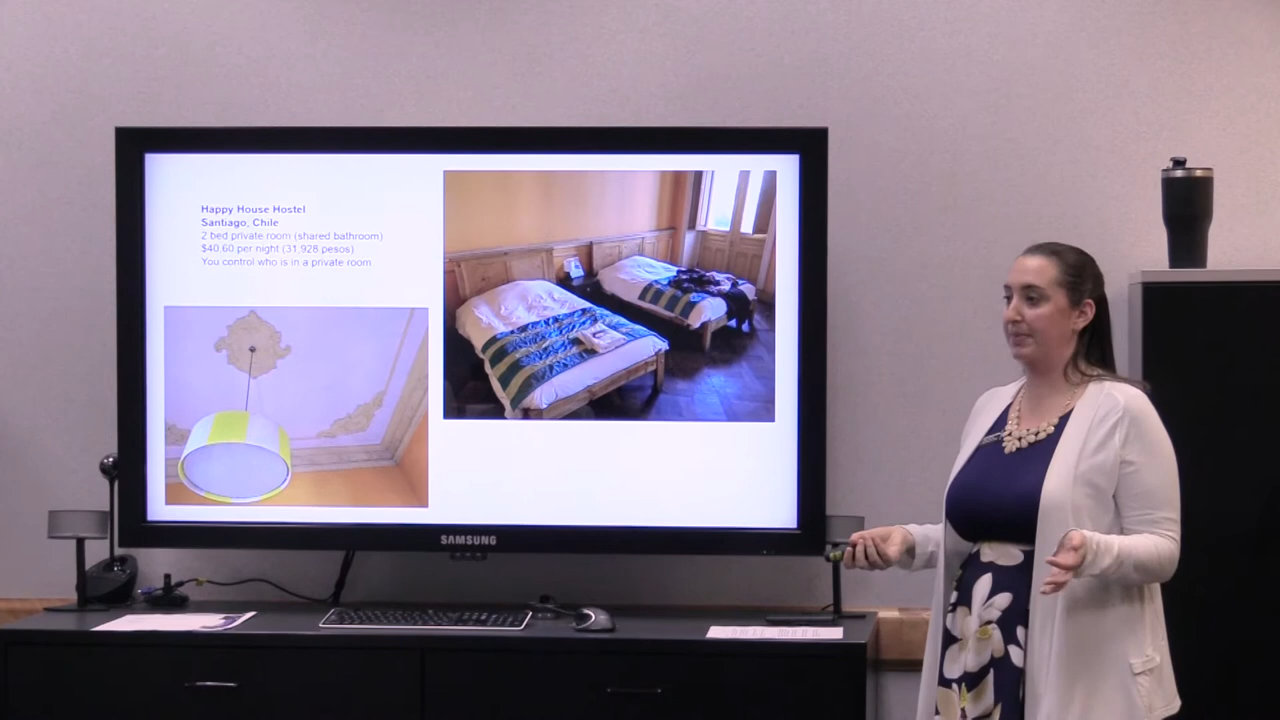 Happy House Hostel
Santiago, Chile
2 bed private room (shared bathroom)
$40.60 per night (31,928 pesos)
You control who is in a private room
SAMSUNG